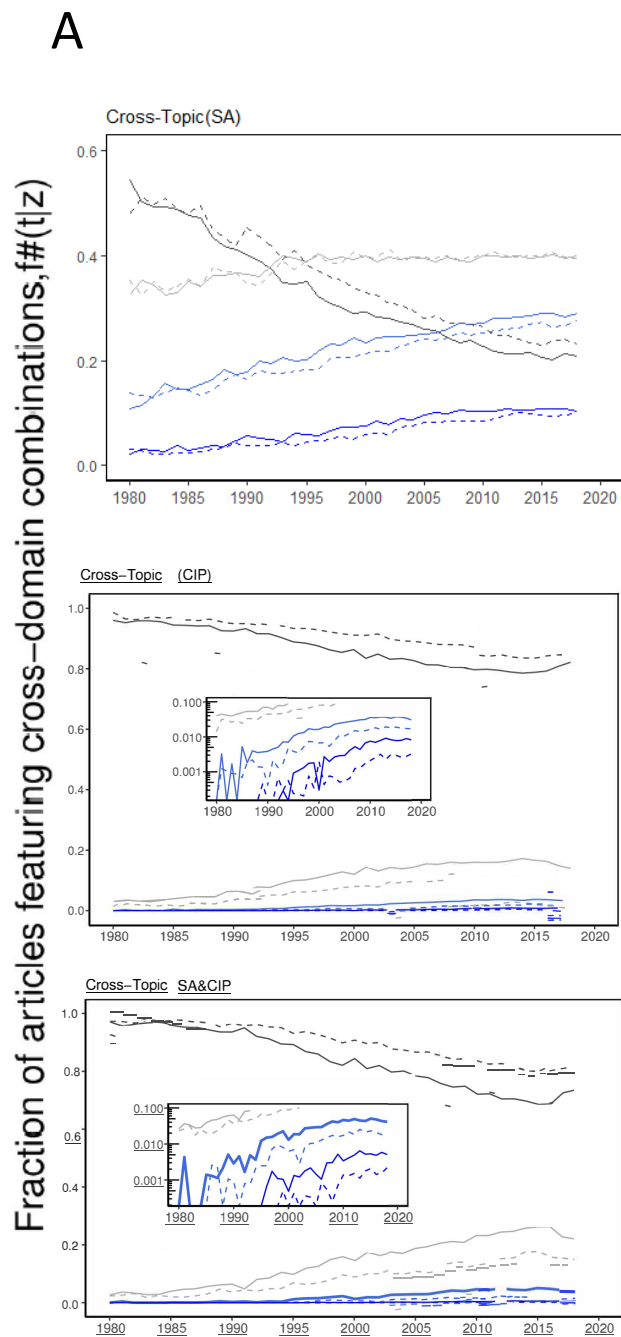 A
Fraction of articles featuring cross−domain combinations,f#(t|z)
Cross-Topic(SA)
0.6
0.4
0.2
0.0
1980 1985 1990 1995 2000 2005 2010 2015 2020
Cross−Topic (CIP)
1.0
0.8
0.6
0.4
0.2
0.0
0.100
0.010
0.001
1980 1990 2000 2010 2020
1980 1985 1990 1995 2000 2005 2010 2015 2020
Cross−Topic SA&CIP
1.0
0.8
0.6
0.4
0.2
0.0
0.100
0.010
0.001
1980 1990 2000 2010 2020
1980 1985 1990 1995 2000 2005 2010 2015 2020